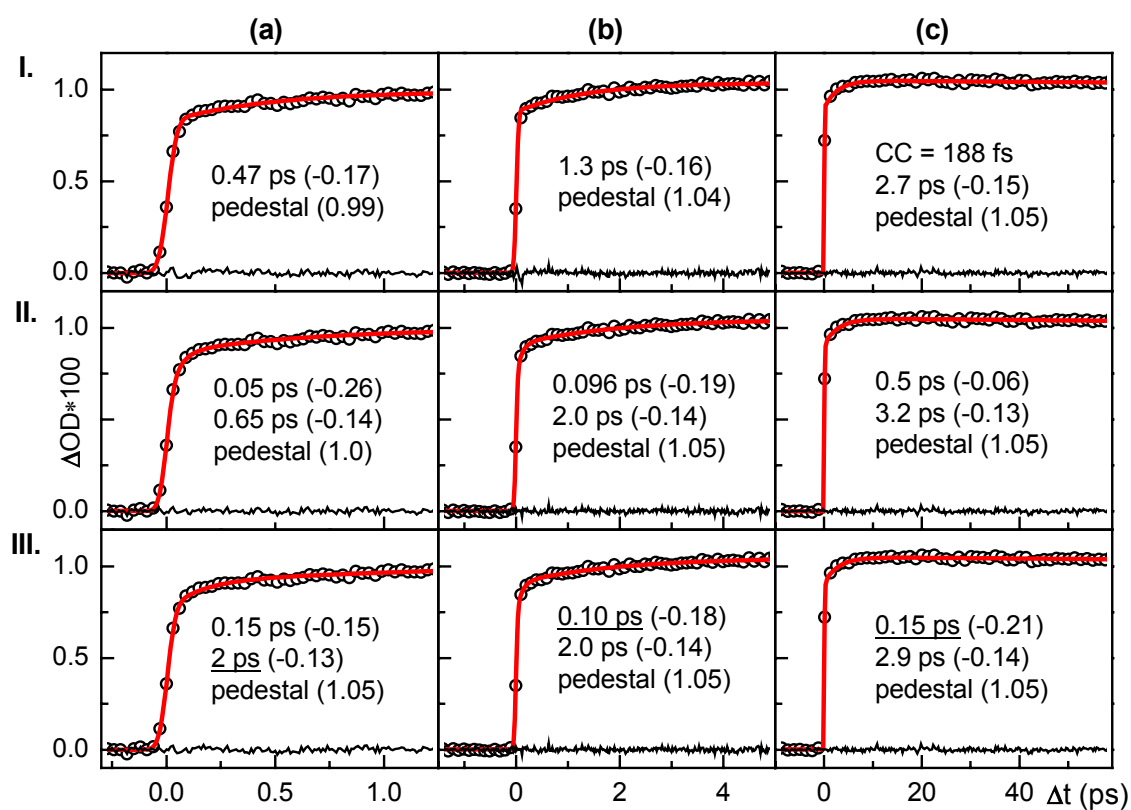 (a) (b) (c)
I.
1.0
0.5
0.0
0.47 ps (-0.17)
pedestal (0.99)
1.3 ps (-0.16)
pedestal (1.04)
CC = 188 fs
2.7 ps (-0.15)
pedestal (1.05)
II.
ΔOD*100
1.0
0.5
0.0
0.05 ps (-0.26)
0.65 ps (-0.14)
pedestal (1.0)
0.096 ps (-0.19)
2.0 ps (-0.14)
pedestal (1.05)
0.5 ps (-0.06)
3.2 ps (-0.13)
pedestal (1.05)
III.
1.0
0.5
0.0
0.15 ps (-0.15)
2 ps (-0.13)
pedestal (1.05)
0.10 ps (-0.18)
2.0 ps (-0.14)
pedestal (1.05)
0.15 ps (-0.21)
2.9 ps (-0.14)
pedestal (1.05)
0.0 0.5 1.0 0 2 4 0 20 40 Δt (ps)